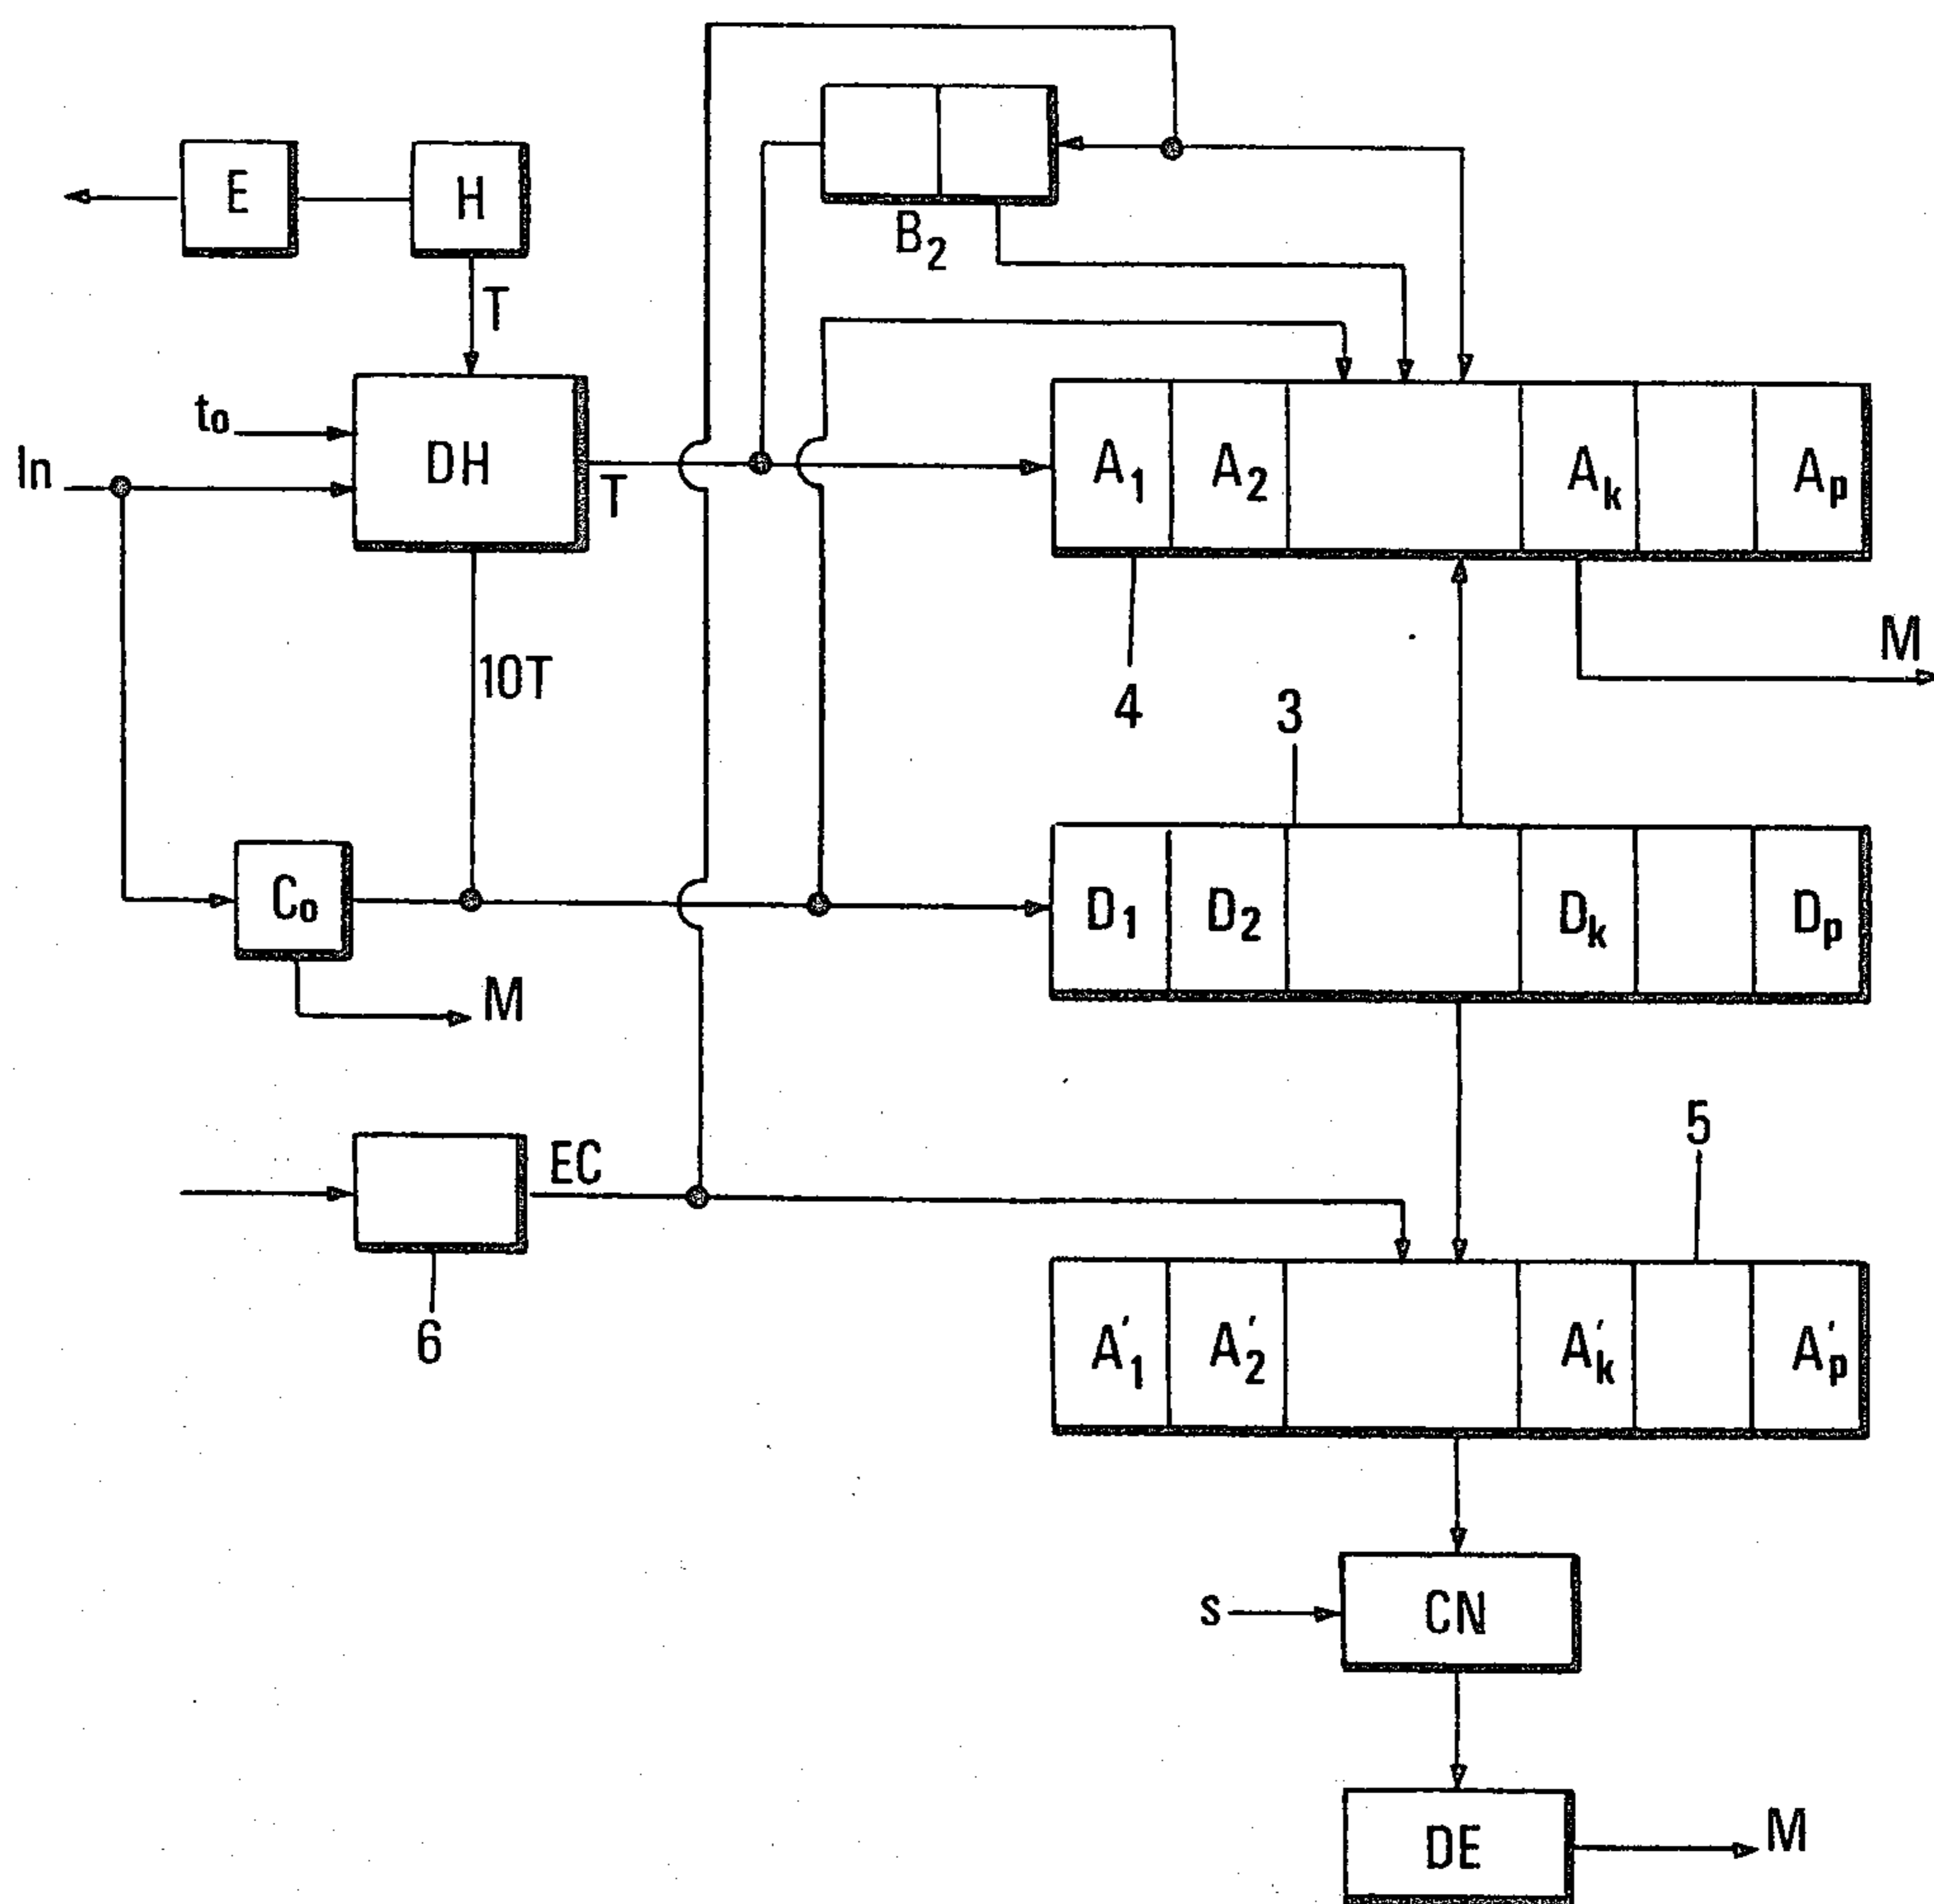 E H
B₂
T
t₀
In
DH
T
A₁ A₂ Aₖ Aₚ
10T
4
M
3
C₀
D₁ D₂ Dₖ Dₚ
M
EC
5
6
A'₁ A'₂ A'ₖ A'ₚ
s
CN
DE
M